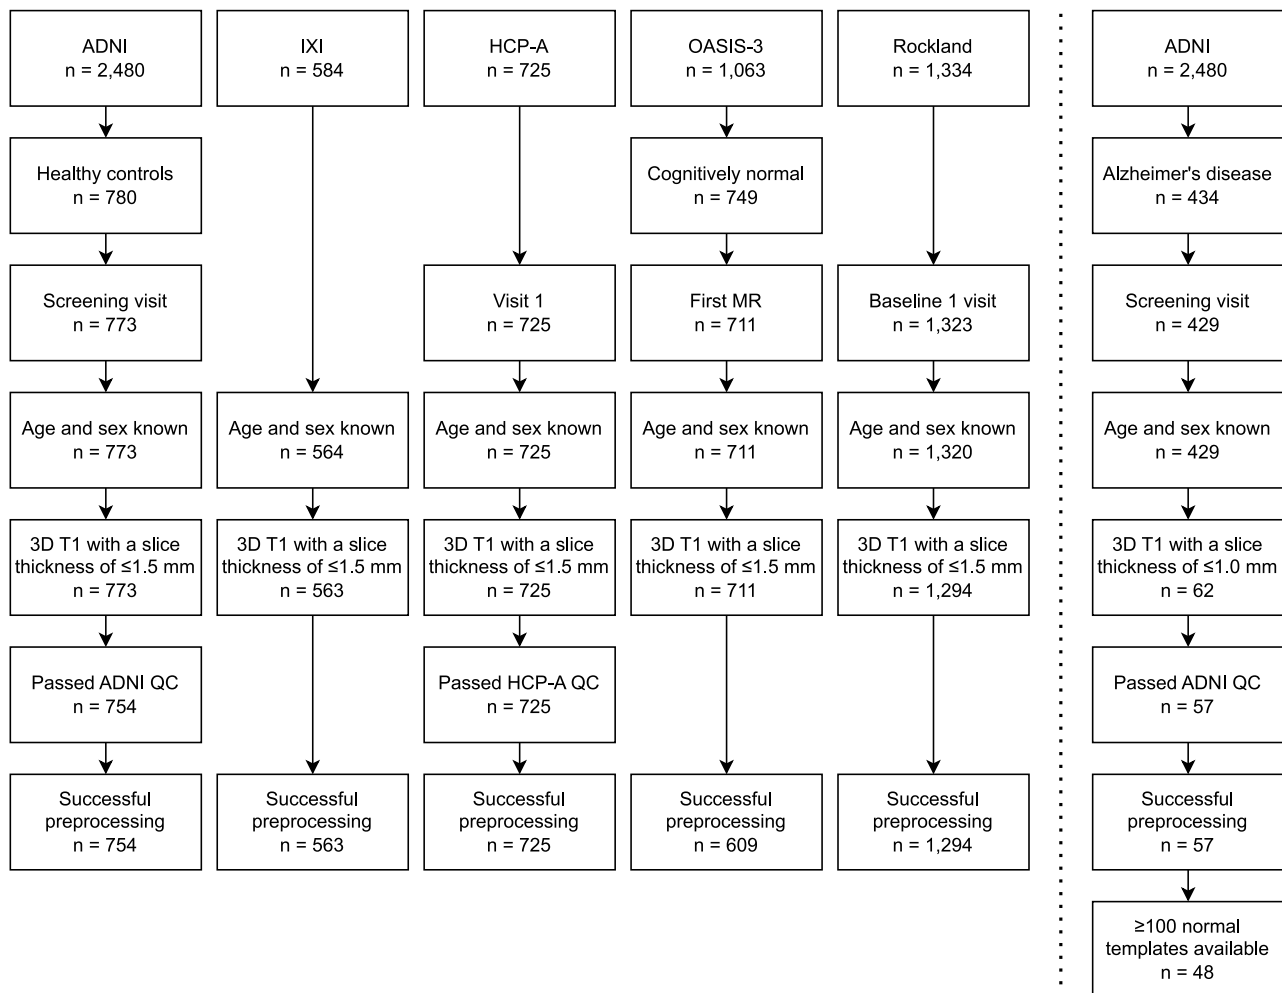 ADNI
n = 2,480
Healthy controls
n = 780
Screening visit
n = 773
Age and sex known
n = 773
3D T1 with a slice
thickness of ≤1.5 mm
n = 773
Passed ADNI QC
n = 754
Successful
preprocessing
n = 754
IXI
n = 584
Age and sex known
n = 564
3D T1 with a slice
thickness of ≤1.5 mm
n = 563
Successful
preprocessing
n = 563
HCP-A
n = 725
Visit 1
n = 725
Age and sex known
n = 725
3D T1 with a slice
thickness of ≤1.5 mm
n = 725
Passed HCP-A QC
n = 725
Successful
preprocessing
n = 725
OASIS-3
n = 1,063
Cognitively normal
n = 749
First MR
n = 711
Age and sex known
n = 711
3D T1 with a slice
thickness of ≤1.5 mm
n = 711
Successful
preprocessing
n = 609
Rockland
n = 1,334
Baseline 1 visit
n = 1,323
Age and sex known
n = 1,320
3D T1 with a slice
thickness of ≤1.5 mm
n = 1,294
Successful
preprocessing
n = 1,294
ADNI
n = 2,480
Alzheimer's disease
n = 434
Screening visit
n = 429
Age and sex known
n = 429
3D T1 with a slice
thickness of ≤1.0 mm
n = 62
Passed ADNI QC
n = 57
Successful
preprocessing
n = 57
≥100 normal
templates available
n = 48